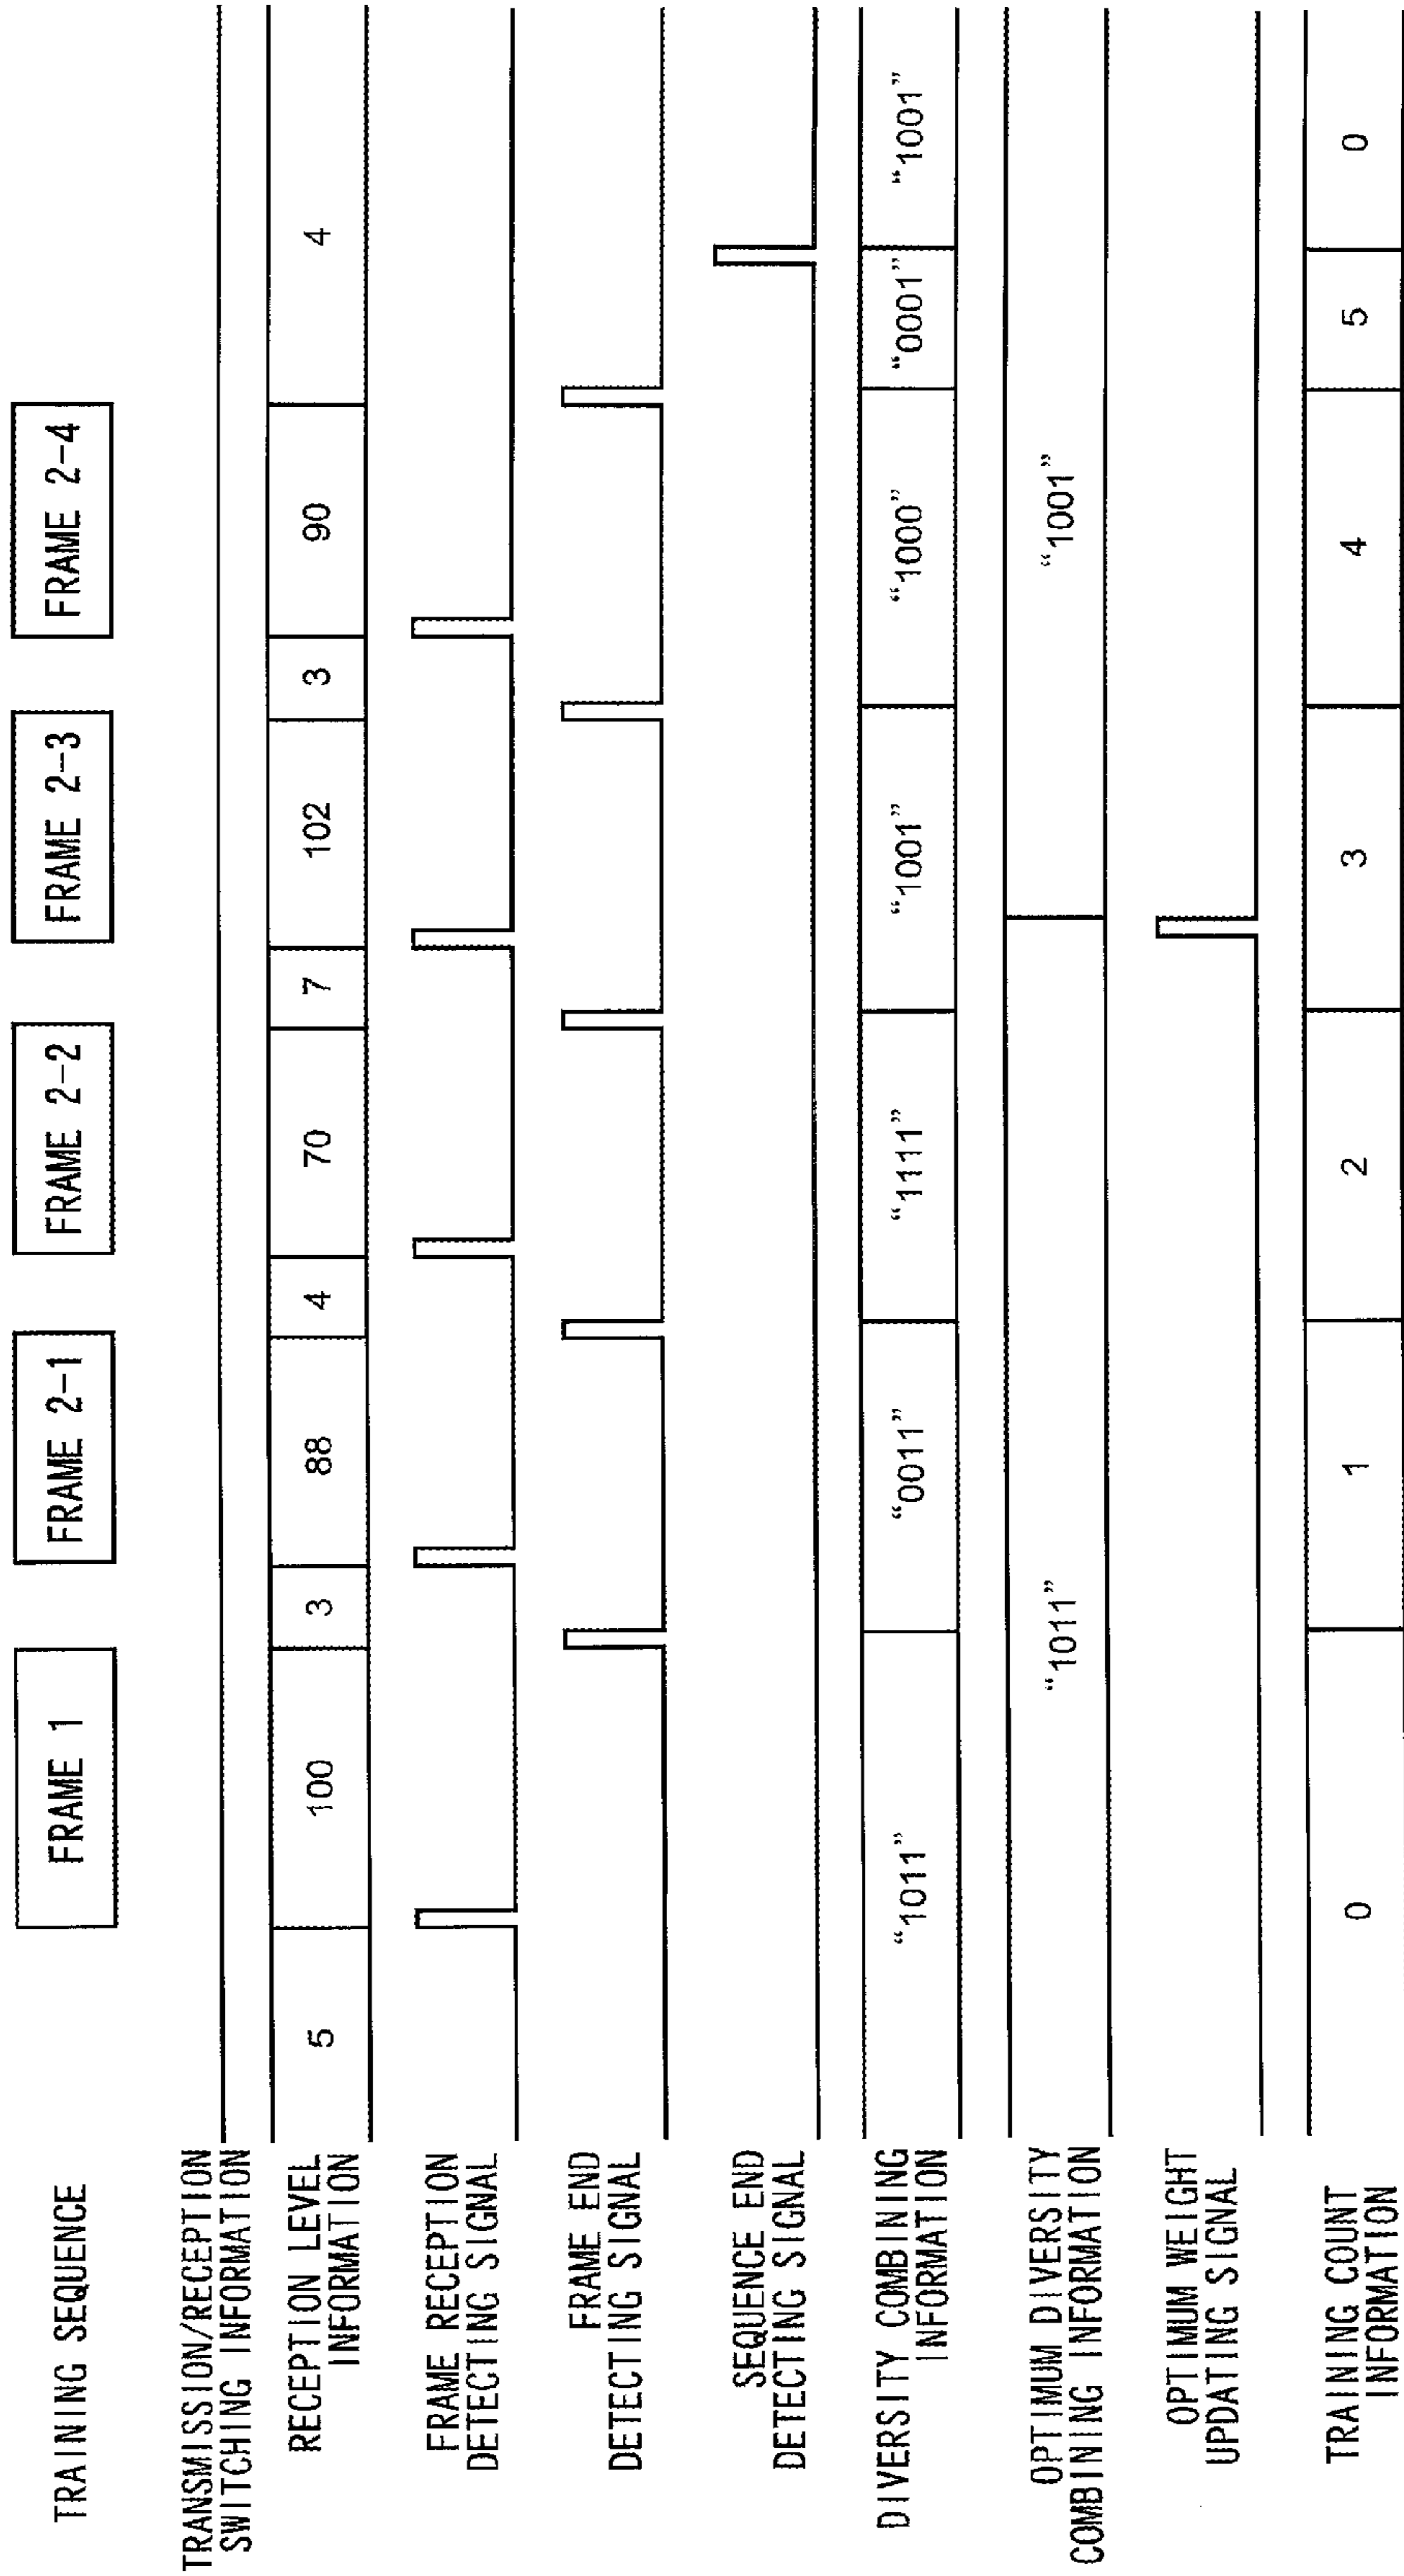 TRAINING SEQUENCE
FRAME 1
FRAME 2-1
FRAME 2-2
FRAME 2-3
FRAME 2-4
TRANSMISSION/RECEPTION
SWITCHING INFORMATION
RECEPTION LEVEL
INFORMATION
5
100
3
88
4
70
7
102
3
90
4
FRAME RECEPTION
DETECTING SIGNAL
FRAME END
DETECTING SIGNAL
SEQUENCE END
DETECTING SIGNAL
DIVERSITY COMBINING
INFORMATION
“1011”
“0011”
“1111”
“1001”
“1000”
“0001”
“1001”
OPTIMUM DIVERSITY
COMBINING INFORMATION
“1011”
“1001”
OPTIMUM WEIGHT
UPDATING SIGNAL
TRAINING COUNT
INFORMATION
0
1
2
3
4
5
0